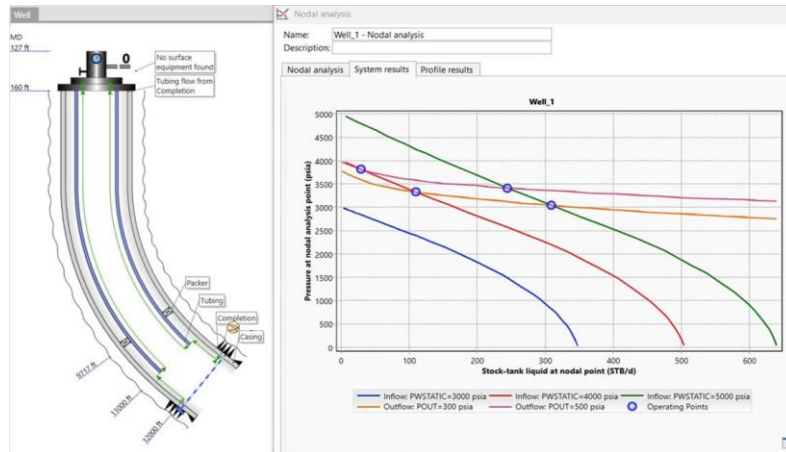 Well
MD
127 ft
0
No surface
equipment found
Tubing flow from
Completion
160 ft
Packer
Tubing
Completion
Casing
9717 ft
11000 ft
12000 ft
Nodal analysis
Name: Well_1 - Nodal analysis
Description:
Nodal analysis System results Profile results
Well_1
Pressure at nodal analysis point (psia)
5000
4500
4000
3500
3000
2500
2000
1500
1000
500
0
0 100 200 300 400 500 600
Stock-tank liquid at nodal point (STB/d)
Inflow: PWSTATIC=3000 psia Inflow: PWSTATIC=4000 psia Inflow: PWSTATIC=5000 psia
Outflow: POUT=300 psia Outflow: POUT=500 psia Operating Points